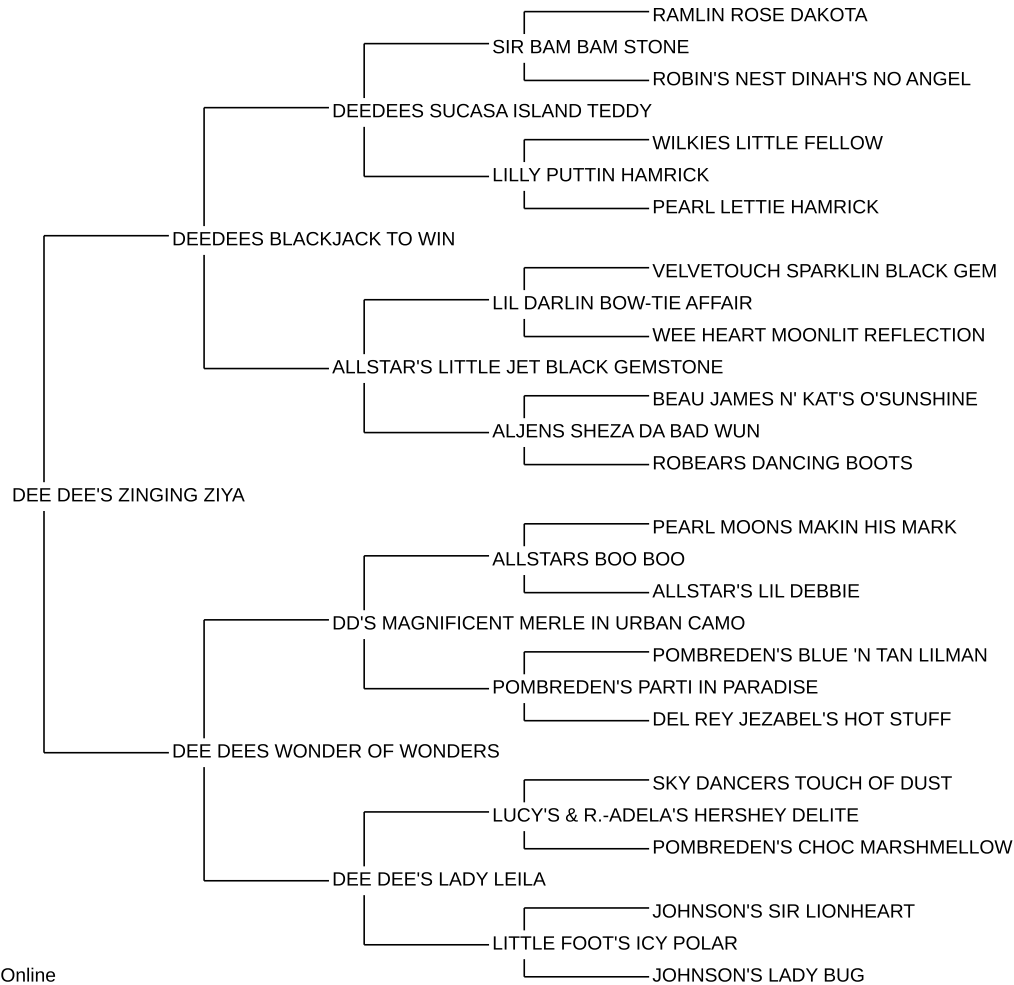 RAMLIN ROSE DAKOTA
SIR BAM BAM STONE
ROBIN'S NEST DINAH'S NO ANGEL
DEEDEES SUCASA ISLAND TEDDY
WILKIES LITTLE FELLOW
LILLY PUTTIN HAMRICK
PEARL LETTIE HAMRICK
DEEDEES BLACKJACK TO WIN
VELVETOUCH SPARKLIN BLACK GEM
LIL DARLIN BOW-TIE AFFAIR
WEE HEART MOONLIT REFLECTION
ALLSTAR'S LITTLE JET BLACK GEMSTONE
BEAU JAMES N' KAT'S O'SUNSHINE
ALJENS SHEZA DA BAD WUN
ROBEARS DANCING BOOTS
DEE DEE'S ZINGING ZIYA
PEARL MOONS MAKIN HIS MARK
ALLSTARS BOO BOO
ALLSTAR'S LIL DEBBIE
DD'S MAGNIFICENT MERLE IN URBAN CAMO
POMBREDEN'S BLUE 'N TAN LILMAN
POMBREDEN'S PARTI IN PARADISE
DEL REY JEZABEL'S HOT STUFF
DEE DEES WONDER OF WONDERS
SKY DANCERS TOUCH OF DUST
LUCY'S & R.-ADELA'S HERSHEY DELITE
POMBREDEN'S CHOC MARSHMELLOW
DEE DEE'S LADY LEILA
JOHNSON'S SIR LIONHEART
LITTLE FOOT'S ICY POLAR
JOHNSON'S LADY BUG
Online